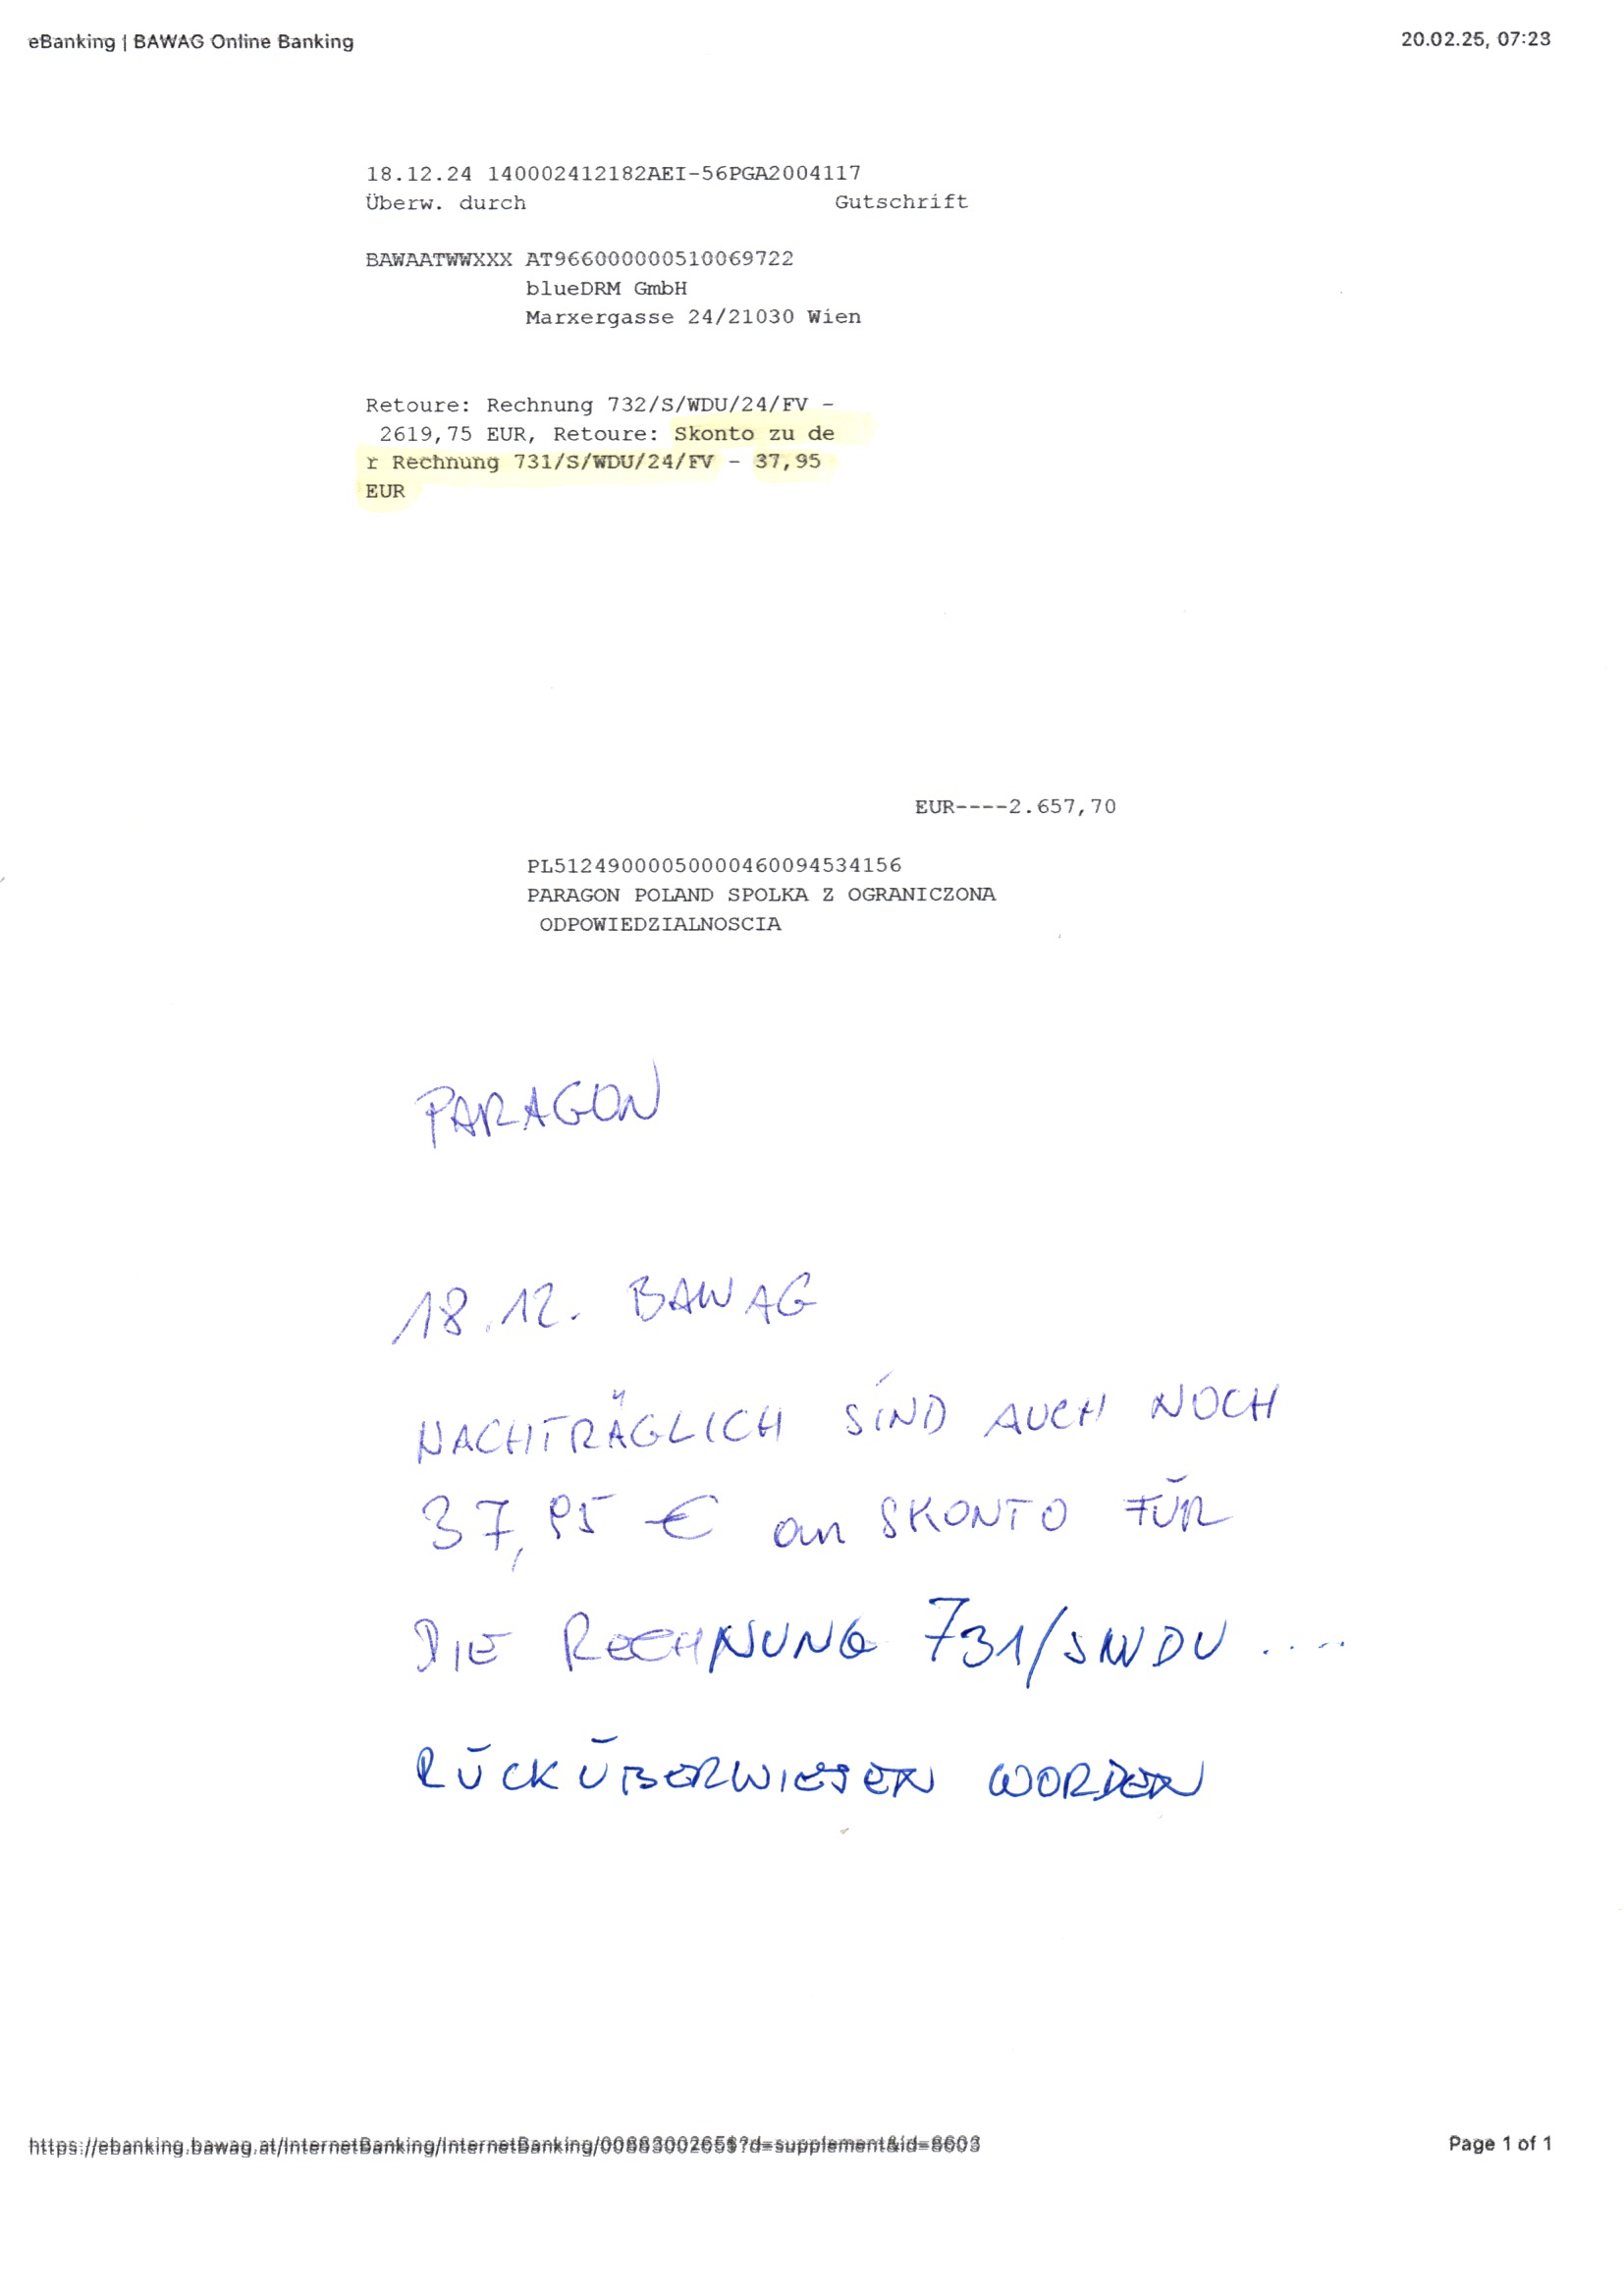 eBanking | BAWAG Online Banking 20.02.25, 07:23
18.12.24 140002412182AEI-56PGA2004117
Überw. durch Gutschrift
BAWAATWWXXX AT966000000510069722
blueDRM GmbH
Marxergasse 24/21030 Wien
Retoure: Rechnung 732/S/WDU/24/FV -
2619,75 EUR, Retoure: Skonto zu de
r Rechnung 731/S/WDU/24/FV - 37,95
EUR
EUR----2.657,70
PL51249000050000460094534156
PARAGON POLAND SPOLKA Z OGRANICZONA
ODPOWIEDZIALNOSCIA
PARAGON
18.12. BAWAG
NACHTRÄGLICH SIND AUCH NOCH
37,95 € an SKONTO FÜR
DIE RECHNUNG 731/SWDU ....
RÜCKÜBERWIESEN WORDEN
https://ebanking.bawag.at/InternetBanking/InternetBanking/00883002655?d=supplement&id=8603 Page 1 of 1